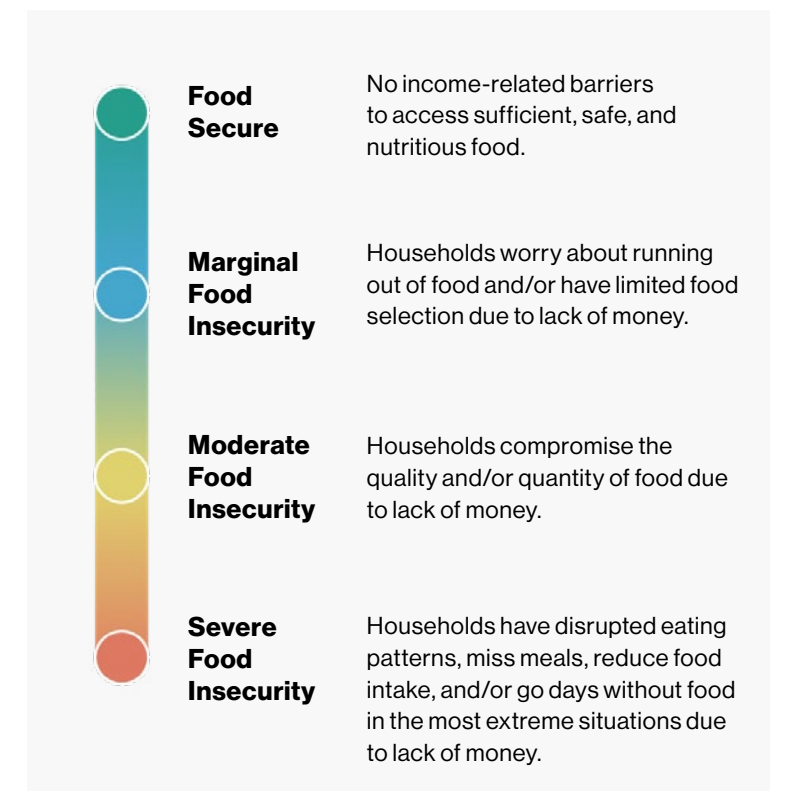 Food
Secure
No income-related barriers
to access sufficient, safe, and
nutritious food.
Marginal
Food
Insecurity
Households worry about running
out of food and/or have limited food
selection due to lack of money.
Moderate
Food
Insecurity
Households compromise the
quality and/or quantity of food due
to lack of money.
Severe
Food
Insecurity
Households have disrupted eating
patterns, miss meals, reduce food
intake, and/or go days without food
in the most extreme situations due
to lack of money.